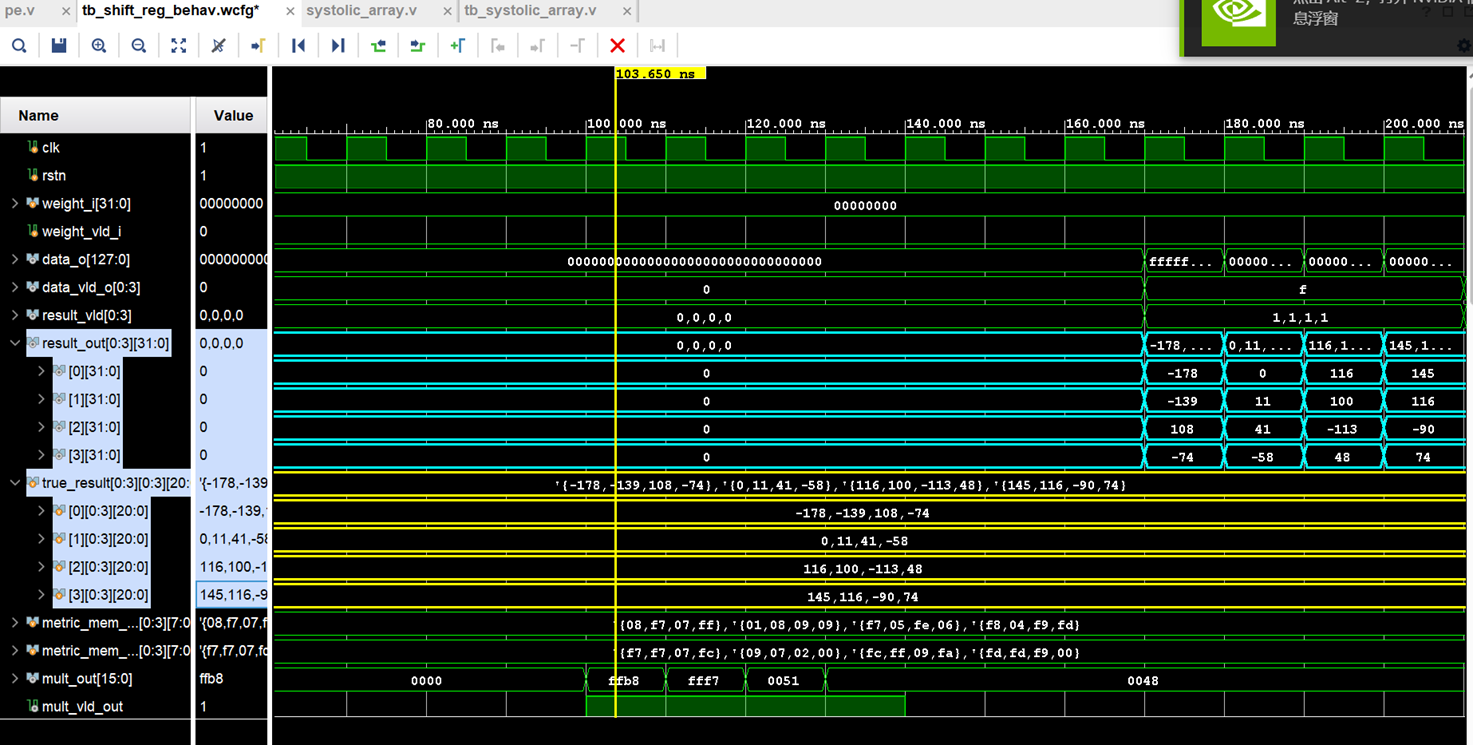 pe.v
tb_shift_reg_behav.wcfg*
systolic_array.v
tb_systolic_array.v
息浮窗
103.650 ns
Name Value
80.000 ns 100.000 ns 120.000 ns 140.000 ns 160.000 ns 180.000 ns 200.000 ns
clk 1
rstn 1
weight_i[31:0] 00000000 00000000
weight_vld_i 0
data_o[127:0] 000000000 00000000000000000000000000000000 fffff... 00000... 00000... 00000...
data_vld_o[0:3] 0 0 f
result_vld[0:3] 0,0,0,0 0,0,0,0 1,1,1,1
result_out[0:3][31:0] 0,0,0,0 0,0,0,0 -178,... 0,11,... 116,1... 145,1...
[0][31:0] 0 0 -178 0 116 145
[1][31:0] 0 0 -139 11 100 116
[2][31:0] 0 0 108 41 -113 -90
[3][31:0] 0 0 -74 -58 48 74
true_result[0:3][0:3][20: '{-178,-139 '{-178,-139,108,-74},'{0,11,41,-58},'{116,100,-113,48},'{145,116,-90,74}
[0][0:3][20:0] -178,-139, -178,-139,108,-74
[1][0:3][20:0] 0,11,41,-58 0,11,41,-58
[2][0:3][20:0] 116,100,-1 116,100,-113,48
[3][0:3][20:0] 145,116,-9 145,116,-90,74
metric_mem_...[0:3][7:0 '{08,f7,07,f '{08,f7,07,ff},'{01,08,09,09},'{f7,05,fe,06},'{f8,04,f9,fd}
metric_mem_...[0:3][7:0 '{f7,f7,07,fc '{f7,f7,07,fc},'{09,07,02,00},'{fc,ff,09,fa},'{fd,fd,f9,00}
mult_out[15:0] ffb8 0000 ffb8 fff7 0051 0048
mult_vld_out 1